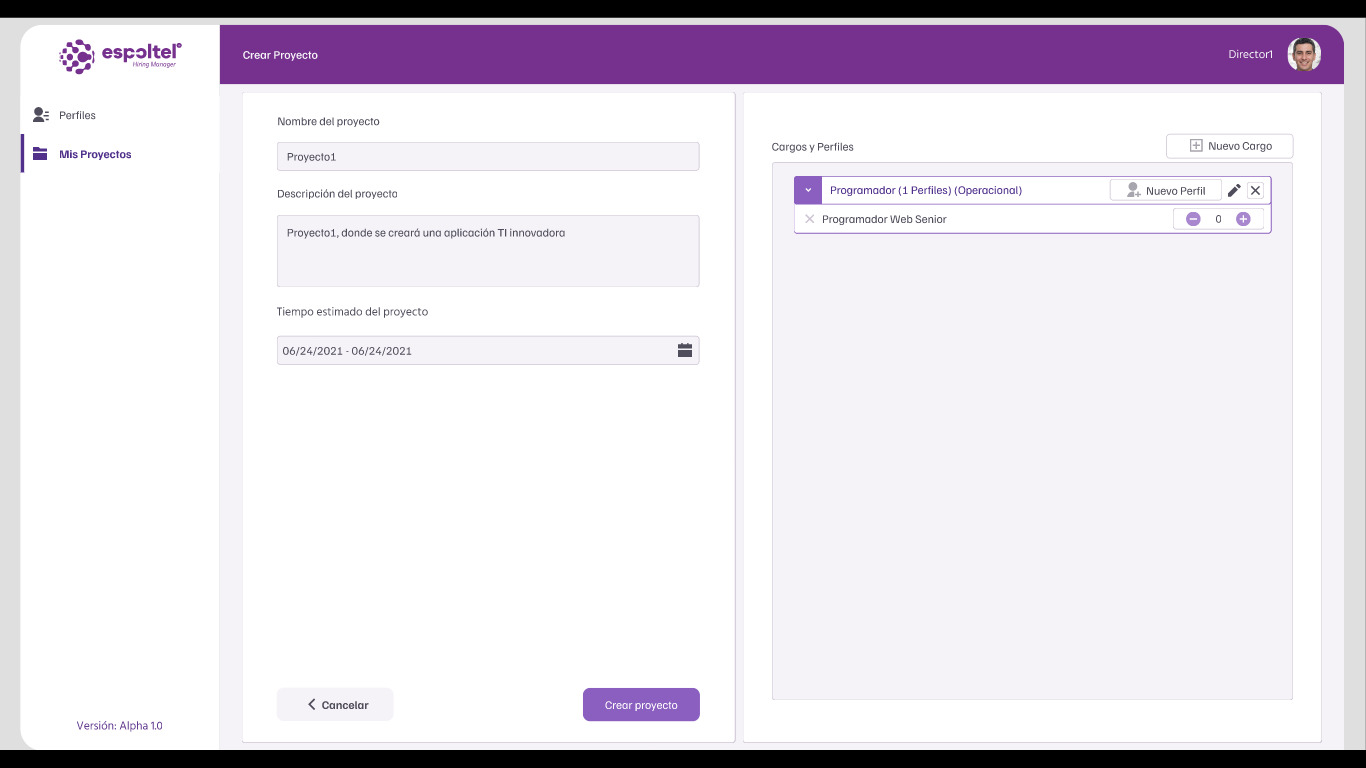 espoltel
Hiring Manager
Perfiles
Mis Proyectos
Versión: Alpha 1.0
Crear Proyecto
Director1
Nombre del proyecto
Proyecto1
Descripción del proyecto
Proyecto1, donde se creará una aplicación TI innovadora
Tiempo estimado del proyecto
06/24/2021 - 06/24/2021
Cancelar
Crear proyecto
Cargos y Perfiles
Nuevo Cargo
Programador (1 Perfiles) (Operacional)
Nuevo Perfil
Programador Web Senior
0